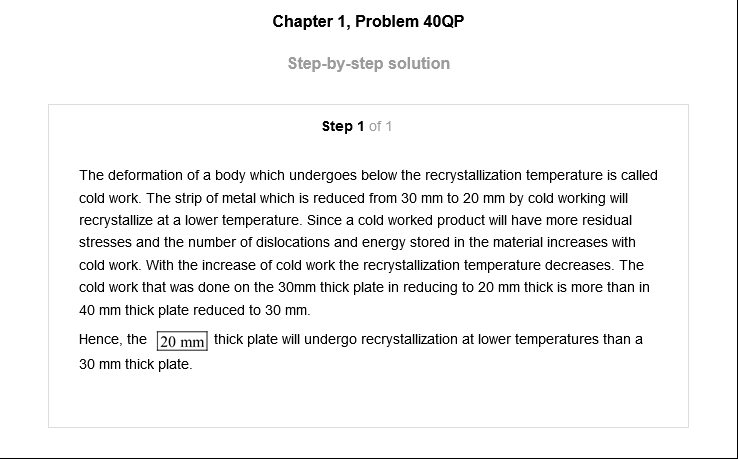 Chapter 1, Problem 40QP
Step-by-step solution
Step 1 of 1
The deformation of a body which undergoes below the recrystallization temperature is called
cold work. The strip of metal which is reduced from 30 mm to 20 mm by cold working will
recrystallize at a lower temperature. Since a cold worked product will have more residual
stresses and the number of dislocations and energy stored in the material increases with
cold work. With the increase of cold work the recrystallization temperature decreases. The
cold work that was done on the 30mm thick plate in reducing to 20 mm thick is more than in
40 mm thick plate reduced to 30 mm.
Hence, the 20 mm thick plate will undergo recrystallization at lower temperatures than a
30 mm thick plate.